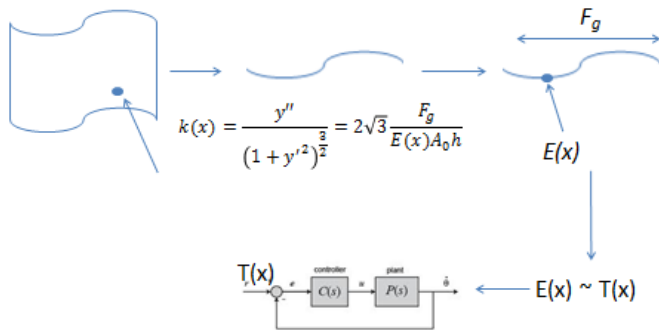 F_g
k(x) = y'' / (1 + y'^2)^(3/2) = 2√3 F_g / (E(x)A_0h)
E(x)
T(x)
controller
plant
r
e
C(s)
u
P(s)
θ̇
-
E(x) ~ T(x)